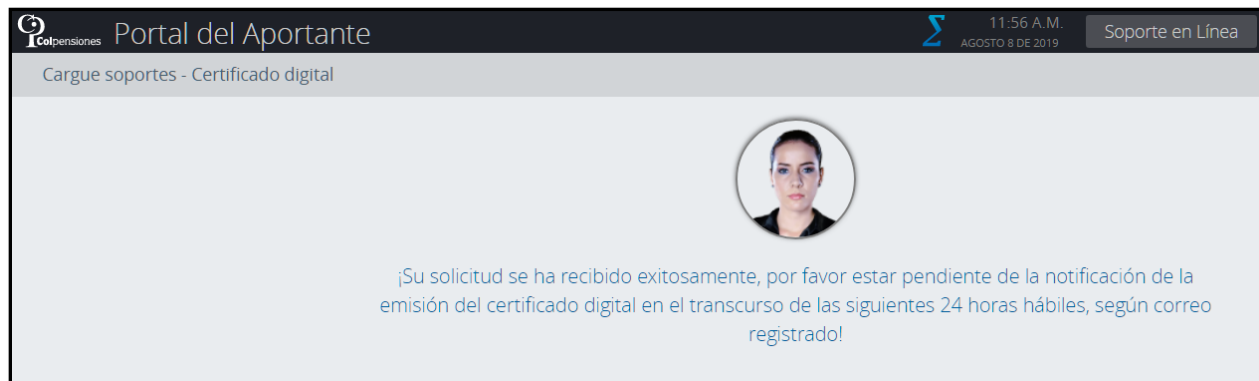 Colpensiones Portal del Aportante
11:56 A.M.
AGOSTO 8 DE 2019
Soporte en Línea
Cargue soportes - Certificado digital
¡Su solicitud se ha recibido exitosamente, por favor estar pendiente de la notificación de la
emisión del certificado digital en el transcurso de las siguientes 24 horas hábiles, según correo
registrado!